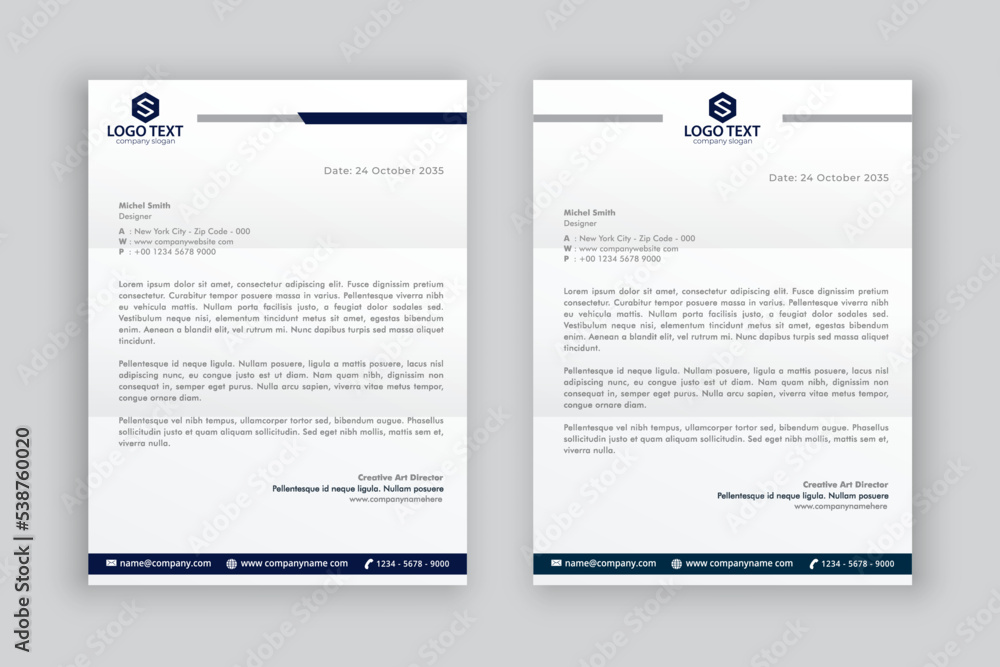 LOGO TEXT
company slogan
Date: 24 October 2035
Michel Smith
Designer
A : New York City - Zip Code - 000
W : www companywebsite com
P : +00 1234 5678 9000
Lorem ipsum dolor sit amet, consectetur adipiscing elit. Fusce dignissim pretium
consectetur. Curabitur tempor posuere massa in varius. Pellentesque viverra nibh
eu vehicula mattis. Nullam porta facilisis justo, a feugiat dolor sodales sed.
Vestibulum neque enim, elementum tincidunt sit amet, egestas bibendum
enim. Aenean a blandit elit, vel rutrum mi. Nunc dapibus turpis sed massa aliquet
tincidunt.
Pellentesque id neque ligula. Nullam posuere, ligula a mattis posuere, lacus nisl
adipiscing nunc, eu congue justo est ut diam. Nam neque nibh, dignissim non
consequat in, semper eget purus. Nulla arcu sapien, viverra vitae metus tempor,
congue ornare diam.
Pellentesque vel nibh tempus, ullamcorper tortor sed, bibendum augue. Phasellus
sollicitudin justo et quam aliquam sollicitudin. Sed eget nibh mollis, mattis sem et,
viverra nulla.
Creative Art Director
Pellentesque id neque ligula. Nullam posuere
www.companynamehere
name@company.com www companyname com 1234 - 5678 - 9000
LOGO TEXT
company slogan
Date: 24 October 2035
Michel Smith
Designer
A : New York City - Zip Code - 000
W : www companywebsite com
P : +00 1234 5678 9000
Lorem ipsum dolor sit amet, consectetur adipiscing elit. Fusce dignissim pretium
consectetur. Curabitur tempor posuere massa in varius. Pellentesque viverra nibh
eu vehicula mattis. Nullam porta facilisis justo, a feugiat dolor sodales sed.
Vestibulum neque enim, elementum tincidunt sit amet, egestas bibendum
enim. Aenean a blandit elit, vel rutrum mi. Nunc dapibus turpis sed massa aliquet
tincidunt.
Pellentesque id neque ligula. Nullam posuere, ligula a mattis posuere, lacus nisl
adipiscing nunc, eu congue justo est ut diam. Nam neque nibh, dignissim non
consequat in, semper eget purus. Nulla arcu sapien, viverra vitae metus tempor,
congue ornare diam.
Pellentesque vel nibh tempus, ullamcorper tortor sed, bibendum augue. Phasellus
sollicitudin justo et quam aliquam sollicitudin. Sed eget nibh mollis, mattis sem et,
viverra nulla.
Creative Art Director
Pellentesque id neque ligula. Nullam posuere
www.companynamehere
name@company.com www companyname com 1234 - 5678 - 9000
Adobe Stock | #538760020